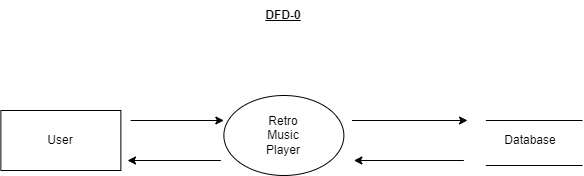 DFD-0
User
Retro
Music
Player
Database